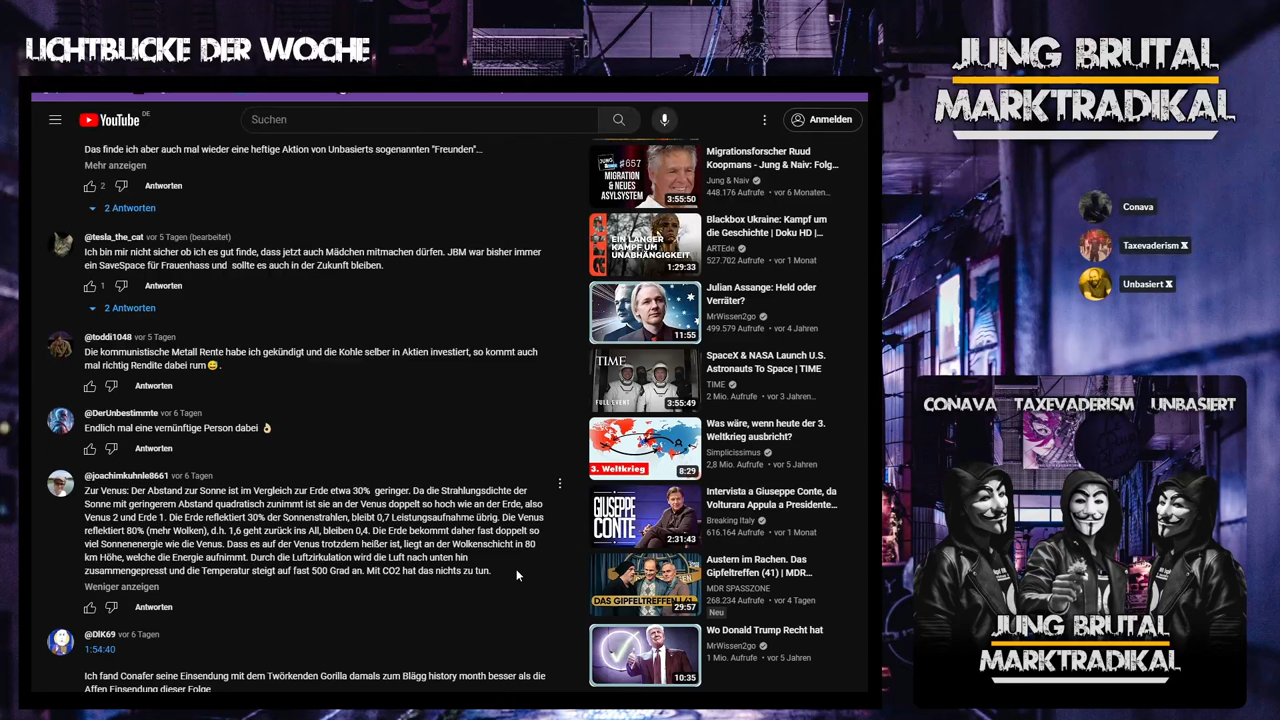 LICHTBLICKE DER WOCHE
JUNG BRUTAL
MARKTRADIKAL
YouTube DE
Suchen
Anmelden
Das finde ich aber auch mal wieder eine heftige Aktion von Unbasierts sogenannten "Freunden"...
Mehr anzeigen
2
Antworten
2 Antworten
@tesla_the_cat vor 5 Tagen (bearbeitet)
Ich bin mir nicht sicher ob ich es gut finde, dass jetzt auch Mädchen mitmachen dürfen. JBM war bisher immer
ein SaveSpace für Frauenhass und sollte es auch in der Zukunft bleiben.
1
Antworten
2 Antworten
@toddi1048 vor 5 Tagen
Die kommunistische Metall Rente habe ich gekündigt und die Kohle selber in Aktien investiert, so kommt auch
mal richtig Rendite dabei rum😅.
Antworten
@DerUnbestimmte vor 6 Tagen
Endlich mal eine vernünftige Person dabei 👌🏻
Antworten
@joachimkuhnle8661 vor 6 Tagen
Zur Venus: Der Abstand zur Sonne ist im Vergleich zur Erde etwa 30% geringer. Da die Strahlungsdichte der
Sonne mit geringerem Abstand quadratisch zunimmt ist sie an der Venus doppelt so hoch wie an der Erde, also
Venus 2 und Erde 1. Die Erde reflektiert 30% der Sonnenstrahlen, bleibt 0,7 Leistungsaufnahme übrig. Die Venus
reflektiert 80% (mehr Wolken), d.h. 1,6 geht zurück ins All, bleiben 0,4. Die Erde bekommt daher fast doppelt so
viel Sonnenenergie wie die Venus. Dass es auf der Venus trotzdem heißer ist, liegt an der Wolkenschicht in 80
km Höhe, welche die Energie aufnimmt. Durch die Luftzirkulation wird die Luft nach unten hin
zusammengepresst und die Temperatur steigt auf fast 500 Grad an. Mit CO2 hat das nichts zu tun.
Weniger anzeigen
Antworten
@DIK69 vor 6 Tagen
1:54:40
Ich fand Conafer seine Einsendung mit dem Twörkenden Gorilla damals zum Blägg history month besser als die
Affen Einsendung dieser Folge
JUNG & NAIV
#657
MIGRATION
& NEUES
ASYLSYSTEM
3:55:50
Migrationsforscher Ruud
Koopmans - Jung & Naiv: Folg...
Jung & Naiv
448.176 Aufrufe • vor 6 Monaten...
arte
EIN LANGER
KAMPF UM
UNABHÄNGIGKEIT
1:29:33
Blackbox Ukraine: Kampf um
die Geschichte | Doku HD |...
ARTEde
527.702 Aufrufe • vor 1 Monat
11:55
Julian Assange: Held oder
Verräter?
MrWissen2go
499.579 Aufrufe • vor 4 Jahren
TIME
FULL EVENT
3:55:49
SpaceX & NASA Launch U.S.
Astronauts To Space | TIME
TIME
2 Mio. Aufrufe • vor 3 Jahren...
3. Weltkrieg
8:29
Was wäre, wenn heute der 3.
Weltkrieg ausbricht?
Simplicissimus
2,8 Mio. Aufrufe • vor 5 Jahren
GIUSEPPE
CONTE
2:31:43
Intervista a Giuseppe Conte, da
Volturara Appula a Presidente...
Breaking Italy
616.164 Aufrufe • vor 1 Monat
DAS GIPFELTREFFEN
29:57
Austern im Rachen. Das
Gipfeltreffen (41) | MDR...
MDR SPASSZONE
268.234 Aufrufe • vor 4 Tagen
Neu
10:35
Wo Donald Trump Recht hat
MrWissen2go
1 Mio. Aufrufe • vor 5 Jahren
Conava
Taxevaderism X
Unbasiert X
CONAVA TAXEVADERISM UNBASIERT
JUNG BRUTAL
MARKTRADIKAL